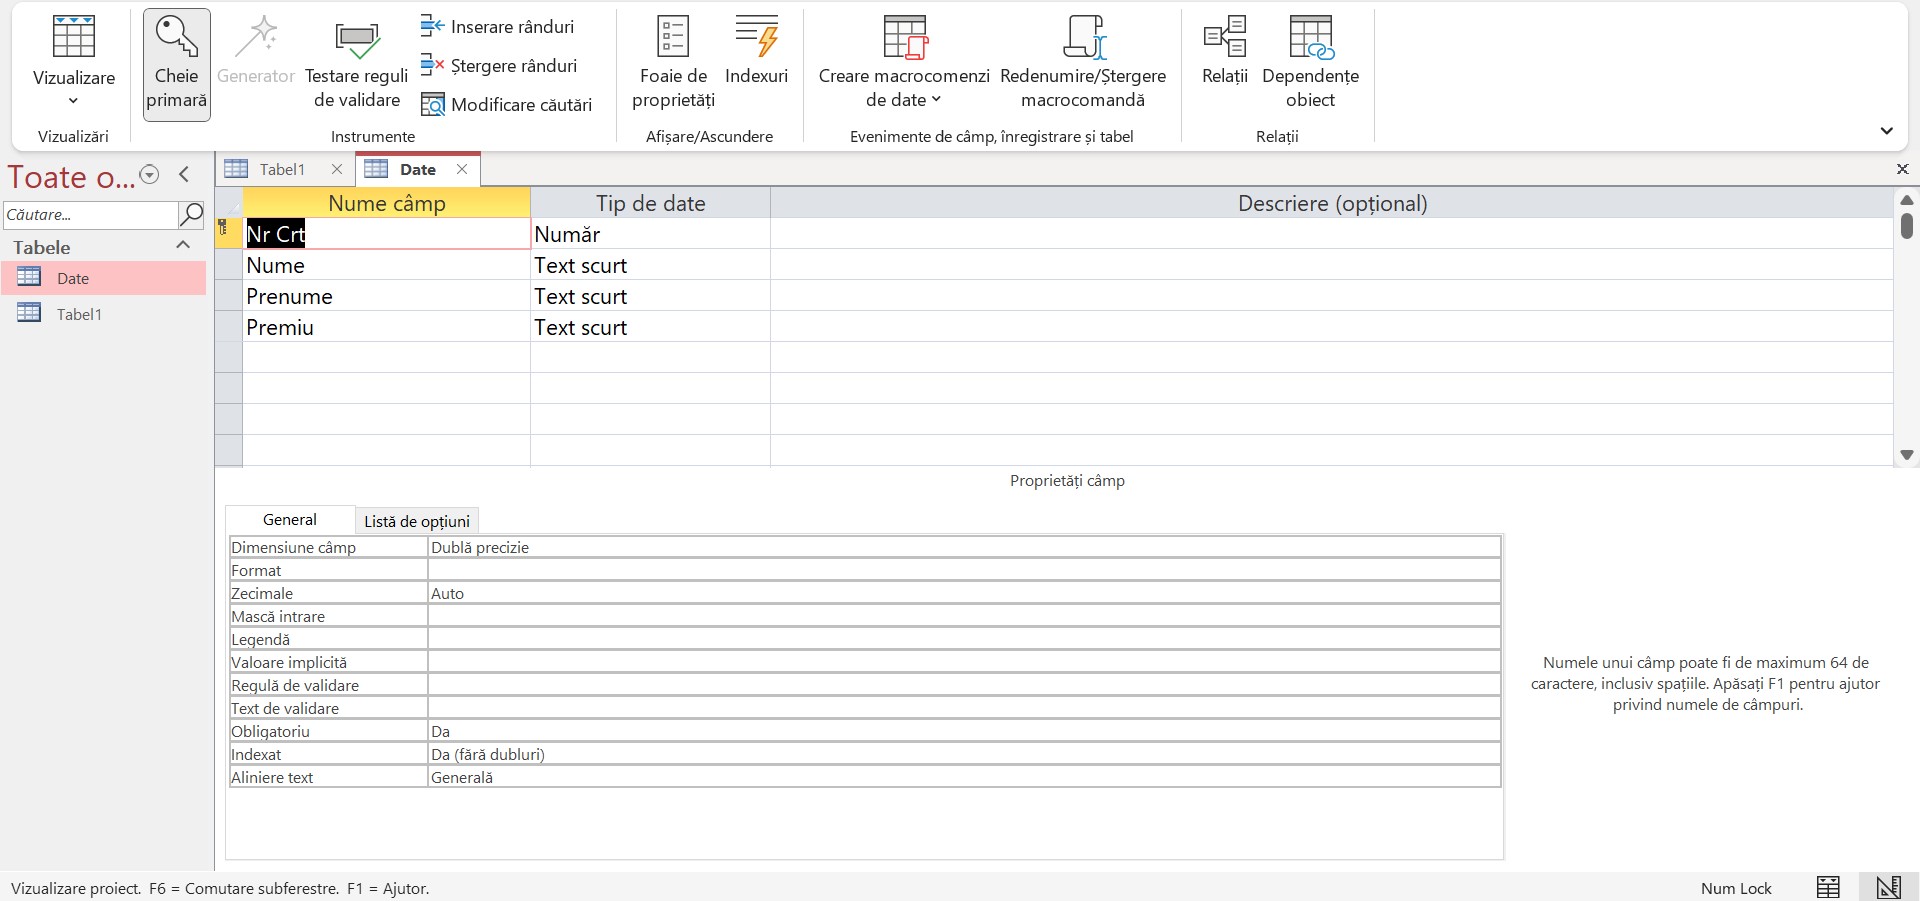 Vizualizare
Vizualizări
Cheie
primară
Generator
Testare reguli
de validare
Inserare rânduri
Ștergere rânduri
Modificare căutări
Instrumente
Foaie de
proprietăți
Indexuri
Afișare/Ascundere
Creare macrocomenzi
de date
Redenumire/Ștergere
macrocomandă
Evenimente de câmp, înregistrare și tabel
Relații
Dependențe
obiect
Relații
Toate o...
Căutare...
Tabele
Date
Tabel1
Tabel1
Date
Nume câmp
Tip de date
Descriere (opțional)
Nr Crt
Număr
Nume
Text scurt
Prenume
Text scurt
Premiu
Text scurt
Proprietăți câmp
General
Listă de opțiuni
Dimensiune câmp
Dublă precizie
Format
Zecimale
Auto
Mască intrare
Legendă
Valoare implicită
Regulă de validare
Text de validare
Obligatoriu
Da
Indexat
Da (fără dubluri)
Aliniere text
Generală
Numele unui câmp poate fi de maximum 64 de
caractere, inclusiv spațiile. Apăsați F1 pentru ajutor
privind numele de câmpuri.
Vizualizare proiect. F6 = Comutare subferestre. F1 = Ajutor.
Num Lock